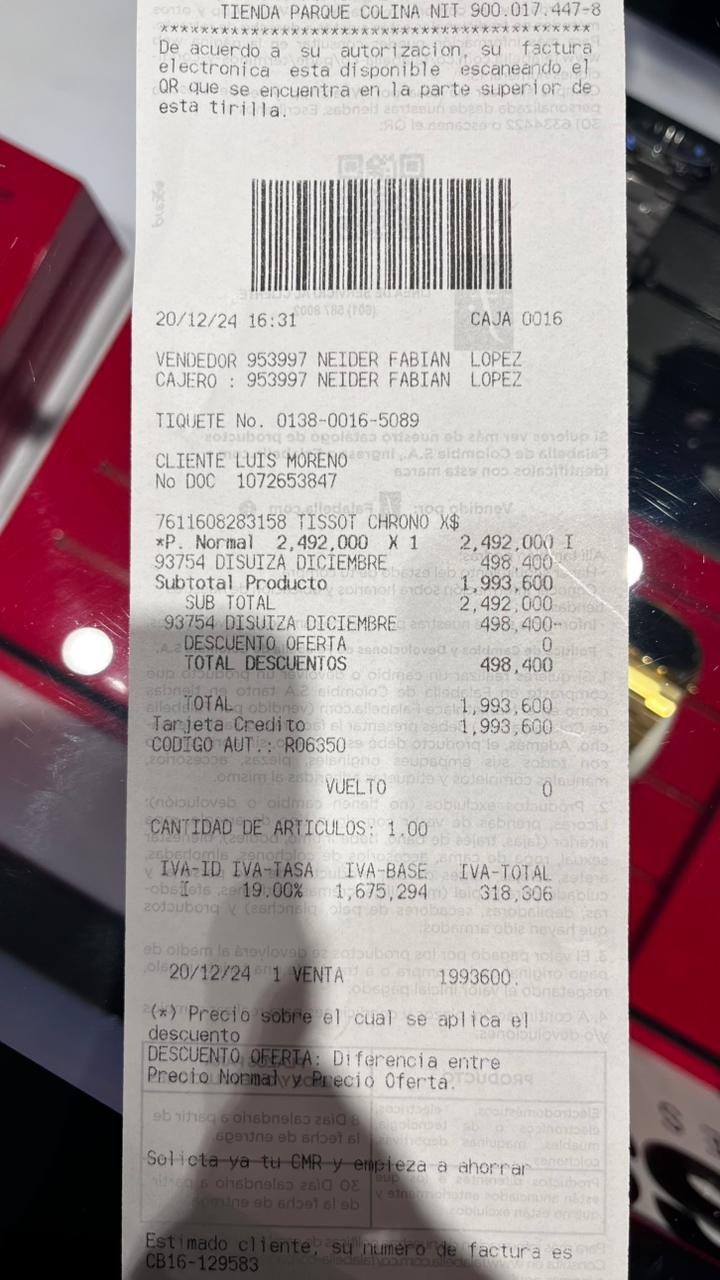 TIENDA PARQUE COLINA NIT 900.017.447-8
******************************************
De acuerdo a su autorizacion, su factura
electronica esta disponible escaneando el
QR que se encuentra en la parte superior de
esta tirilla.
20/12/24 16:31 CAJA 0016
VENDEDOR 953997 NEIDER FABIAN LOPEZ
CAJERO : 953997 NEIDER FABIAN LOPEZ
TIQUETE No. 0138-0016-5089
CLIENTE LUIS MORENO
No DOC 1072653847
7611608283158 TISSOT CHRONO X$
*P. Normal 2,492,000 X 1 2,492,000 I
93754 DISUIZA DICIEMBRE 498,400-
Subtotal Producto 1,993,600
SUB TOTAL 2,492,000
93754 DISUIZA DICIEMBRE 498,400-
DESCUENTO OFERTA 0
TOTAL DESCUENTOS 498,400
TOTAL 1,993,600
Tarjeta Credito 1,993,600
CODIGO AUT.: R06350
VUELTO 0
CANTIDAD DE ARTICULOS: 1.00
IVA-ID IVA-TASA IVA-BASE IVA-TOTAL
I 19.00% 1,675,294 318,306
20/12/24 1 VENTA 1993600.
(*) Precio sobre el cual se aplica el
descuento
DESCUENTO OFERTA: Diferencia entre
Precio Normal y Precio Oferta.
Solicta ya tu CMR y empieza a ahorrar
Estimado cliente, su numero de factura es
CB16-129583